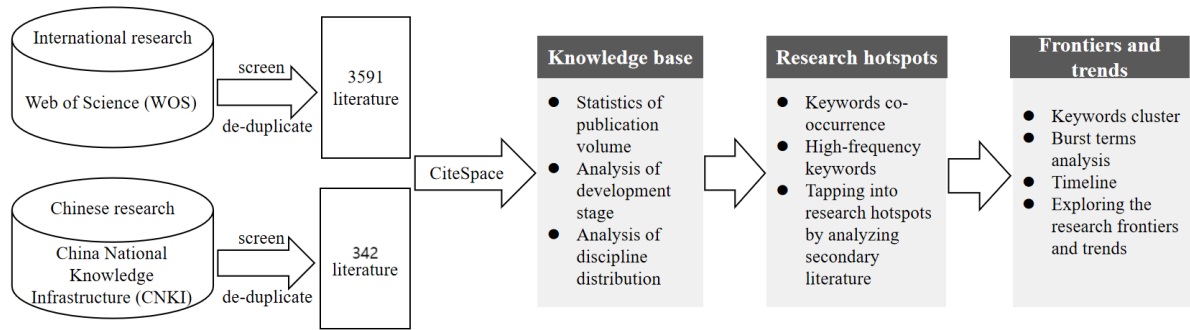 International research
Web of Science (WOS)
screen
de-duplicate
3591
literature
Chinese research
China National
Knowledge
Infrastructure (CNKI)
screen
de-duplicate
342
literature
CiteSpace
Knowledge base
● Statistics of
publication
volume
● Analysis of
development
stage
● Analysis of
discipline
distribution
Research hotspots
● Keywords co-
occurrence
● High-frequency
keywords
● Tapping into
research hotspots
by analyzing
secondary
literature
Frontiers and
trends
● Keywords cluster
● Burst terms
analysis
● Timeline
● Exploring the
research frontiers
and trends